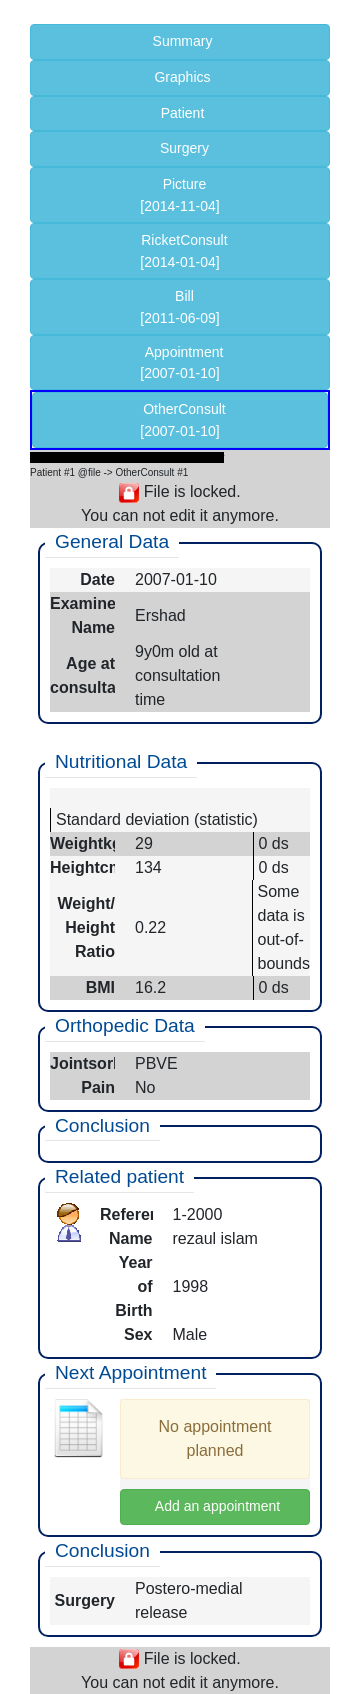 Summary
Graphics
Patient
Surgery
Picture
[2014-11-04]
RicketConsult
[2014-01-04]
Bill
[2011-06-09]
Appointment
[2007-01-10]
OtherConsult
[2007-01-10]
Patient #1 @file -> OtherConsult #1
File is locked.
You can not edit it anymore.
General Data
Date 2007-01-10
Examine
Name Ershad
Age at
consulta 9y0m old at
consultation
time
Nutritional Data
Standard deviation (statistic)
Weightkg 29 0 ds
Heightcm 134 0 ds
Weight/
Height
Ratio 0.22 Some
data is
out-of-
bounds
BMI 16.2 0 ds
Orthopedic Data
PBVE
Pain No
Conclusion
Related patient
Referen 1-2000
Name rezaul islam
Year
of
Birth 1998
Sex Male
Next Appointment
No appointment
planned
Add an appointment
Conclusion
Surgery Postero-medial
release
File is locked.
You can not edit it anymore.